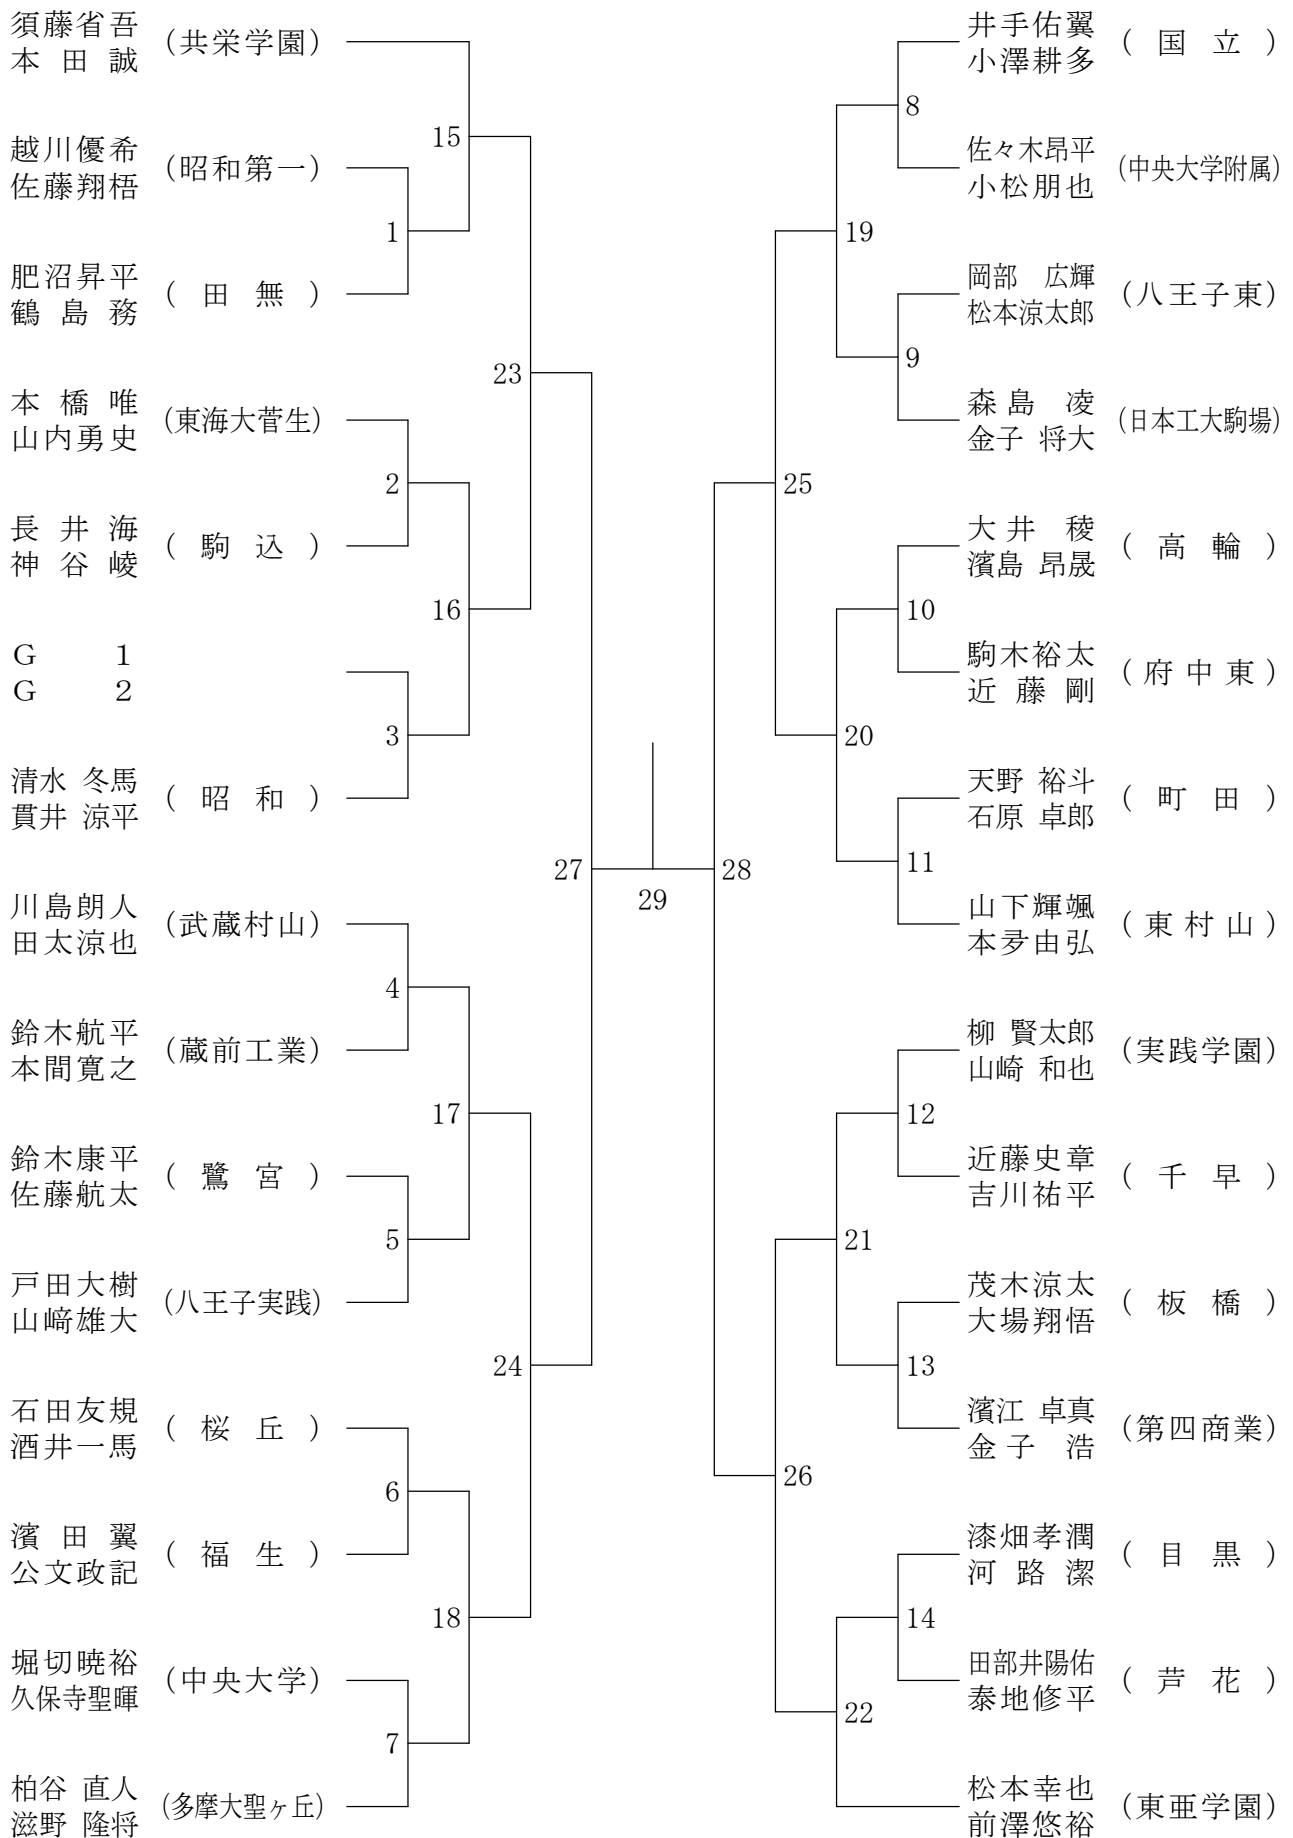 須藤省吾
本田誠
(共栄学園)
15
越川優希
佐藤翔梧
(昭和第一)
1
肥沼昇平
鶴島務
(田無)
23
本橋唯
山内勇史
(東海大菅生)
2
長井海
神谷崚
(駒込)
16
G 1
G 2
3
清水 冬馬
貫井 涼平
(昭和)
27
川島朗人
田太涼也
(武蔵村山)
4
鈴木航平
本間寛之
(蔵前工業)
17
鈴木康平
佐藤航太
(鷺宮)
5
戸田大樹
山﨑雄大
(八王子実践)
24
石田友規
酒井一馬
(桜丘)
6
濱田翼
公文政記
(福生)
18
堀切暁裕
久保寺聖暉
(中央大学)
7
柏谷 直人
滋野 隆将
(多摩大聖ヶ丘)
29
井手佑翼
小澤耕多
(国立)
8
佐々木昂平
小松朋也
(中央大学附属)
19
岡部 広輝
松本涼太郎
(八王子東)
9
森島 凌
金子 将大
(日本工大駒場)
25
大井 稜
濱島 昂晟
(高輪)
10
駒木裕太
近藤剛
(府中東)
20
天野 裕斗
石原 卓郎
(町田)
11
28
山下輝颯
本多由弘
(東村山)
柳 賢太郎
山崎 和也
(実践学園)
12
近藤史章
吉川祐平
(千早)
21
茂木涼太
大場翔悟
(板橋)
13
濱江 卓真
金子 浩
(第四商業)
26
漆畑孝潤
河路潔
(目黒)
14
田部井陽佑
泰地修平
(芦花)
22
松本幸也
前澤悠裕
(東亜学園)